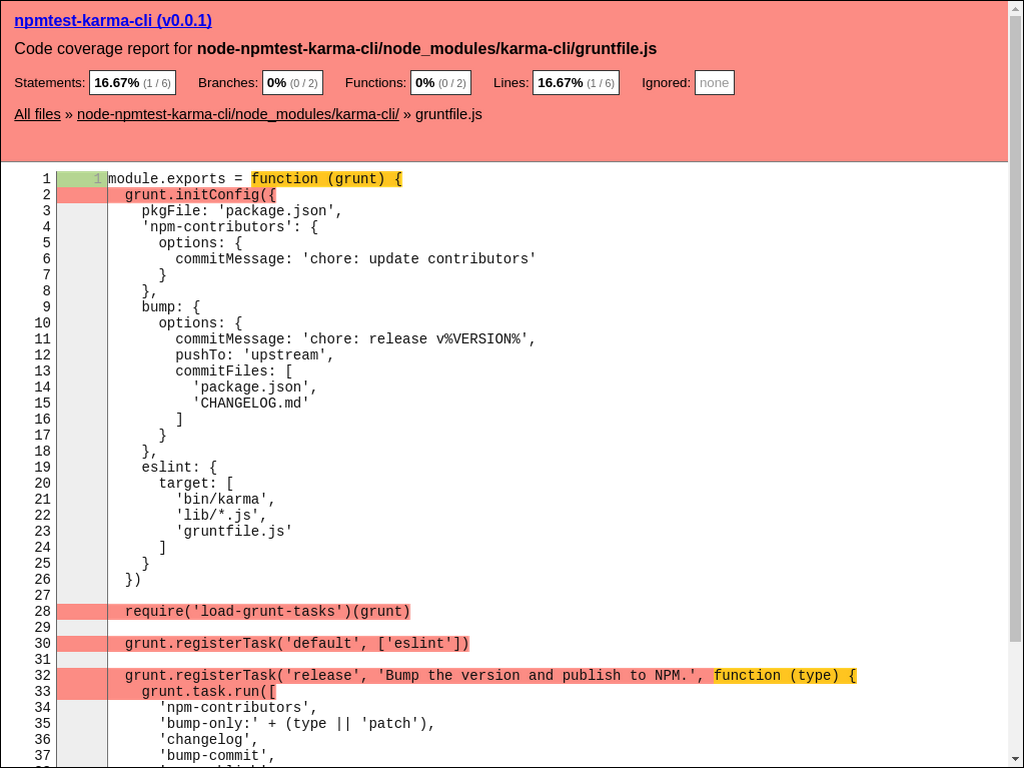 npmtest-karma-cli (v0.0.1)
Code coverage report for node-npmtest-karma-cli/node_modules/karma-cli/gruntfile.js
Statements: 16.67% (1 / 6) Branches: 0% (0 / 2) Functions: 0% (0 / 2) Lines: 16.67% (1 / 6) Ignored: none
All files » node-npmtest-karma-cli/node_modules/karma-cli/ » gruntfile.js
1 1 module.exports = function (grunt) {
2 grunt.initConfig({
3 pkgFile: 'package.json',
4 'npm-contributors': {
5 options: {
6 commitMessage: 'chore: update contributors'
7 }
8 },
9 bump: {
10 options: {
11 commitMessage: 'chore: release v%VERSION%',
12 pushTo: 'upstream',
13 commitFiles: [
14 'package.json',
15 'CHANGELOG.md'
16 ]
17 }
18 },
19 eslint: {
20 target: [
21 'bin/karma',
22 'lib/*.js',
23 'gruntfile.js'
24 ]
25 }
26 })
27
28 require('load-grunt-tasks')(grunt)
29
30 grunt.registerTask('default', ['eslint'])
31
32 grunt.registerTask('release', 'Bump the version and publish to NPM.', function (type) {
33 grunt.task.run([
34 'npm-contributors',
35 'bump-only:' + (type || 'patch'),
36 'changelog',
37 'bump-commit',